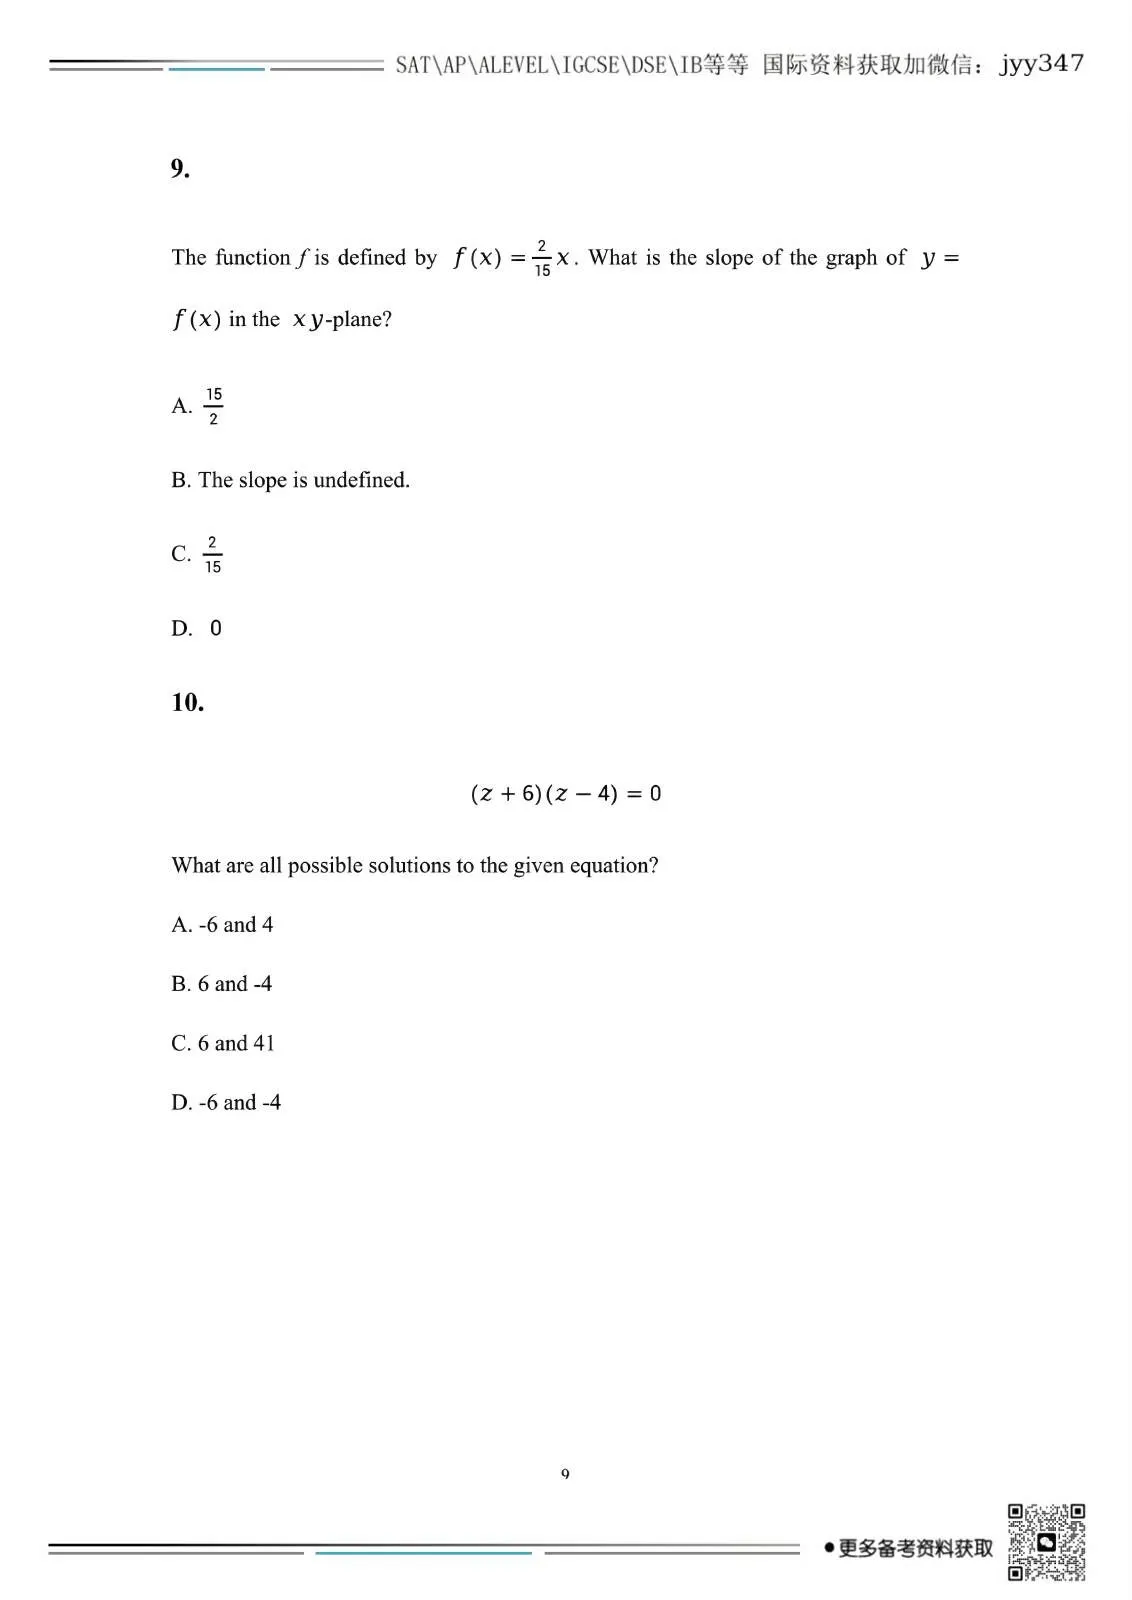 SAT\AP\ALEVEL\IGCSE\DSE\IB等等 国际资料获取加微信： jyy347
9.
The function f is defined by f(x) = 2/15 x. What is the slope of the graph of y =
f(x) in the xy-plane?
A. 15/2
B. The slope is undefined.
C. 2/15
D. 0
10.
(z + 6)(z − 4) = 0
What are all possible solutions to the given equation?
A. -6 and 4
B. 6 and -4
C. 6 and 41
D. -6 and -4
9
●更多备考资料获取